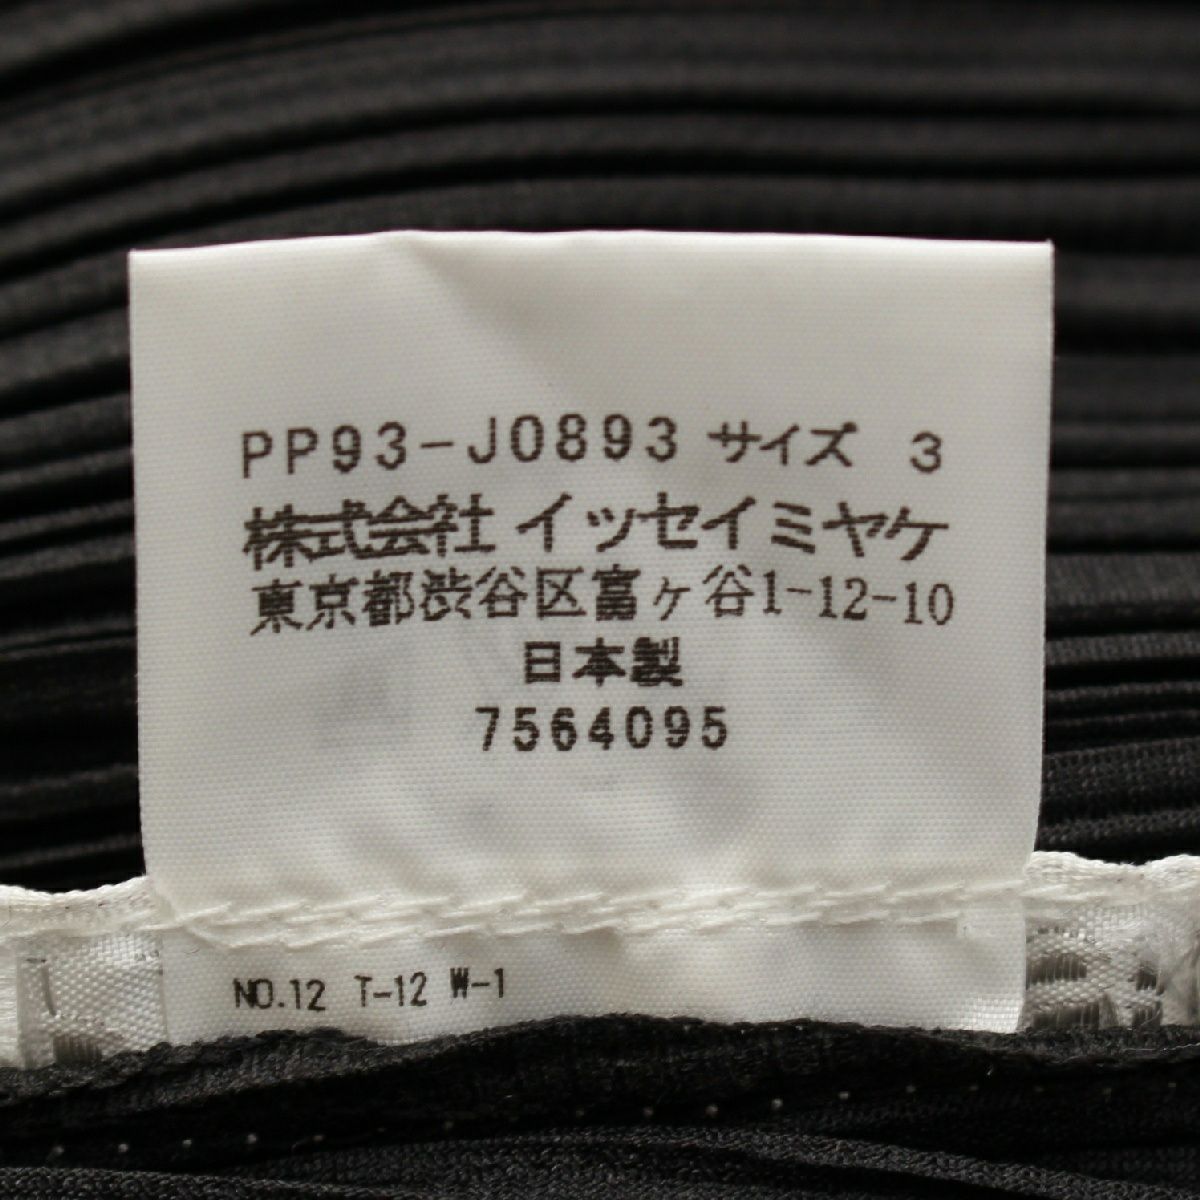 PP93-J0893 サイズ 3
株式会社 イッセイミヤケ
東京都渋谷区富ヶ谷1-12-10
日本製
7564095
NO.12 T-12 W-1